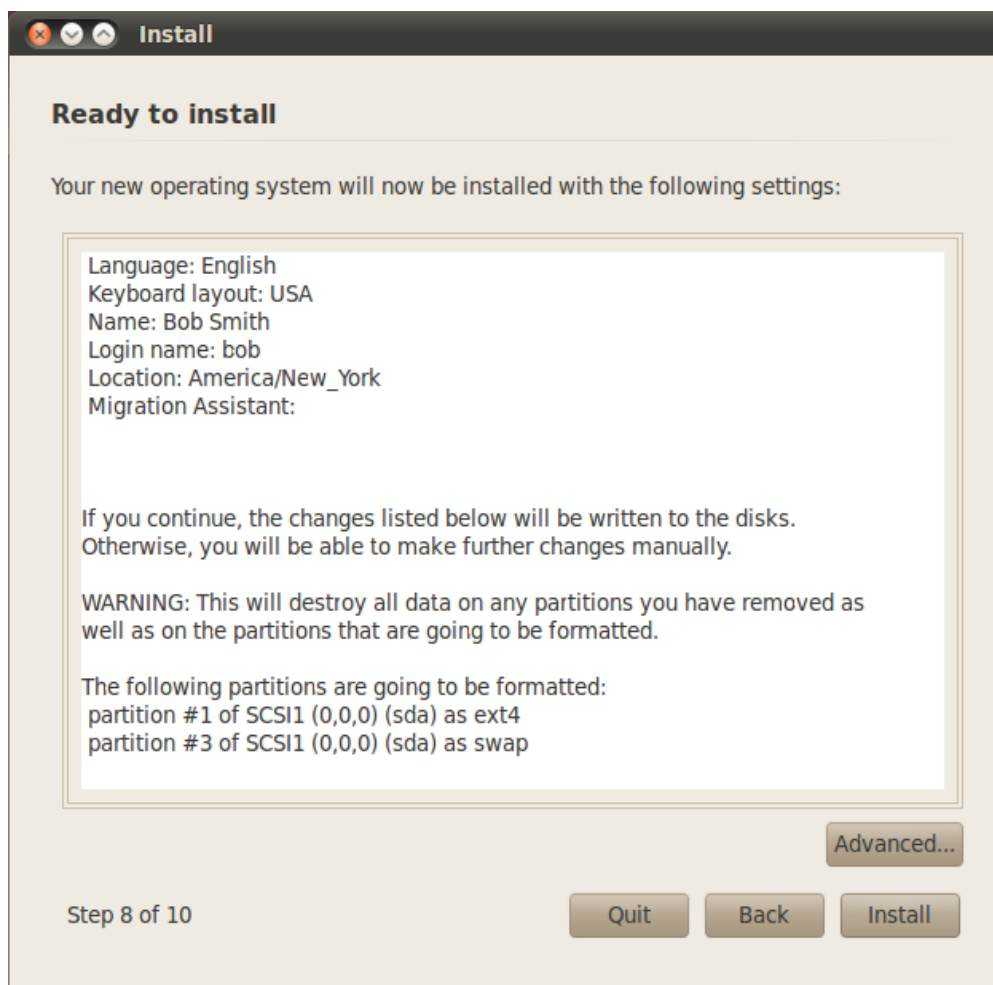 Install
Ready to install
Your new operating system will now be installed with the following settings:
Language: English
Keyboard layout: USA
Name: Bob Smith
Login name: bob
Location: America/New_York
Migration Assistant:
If you continue, the changes listed below will be written to the disks.
Otherwise, you will be able to make further changes manually.
WARNING: This will destroy all data on any partitions you have removed as
well as on the partitions that are going to be formatted.
The following partitions are going to be formatted:
partition #1 of SCSI1 (0,0,0) (sda) as ext4
partition #3 of SCSI1 (0,0,0) (sda) as swap
Advanced...
Step 8 of 10
Quit
Back
Install